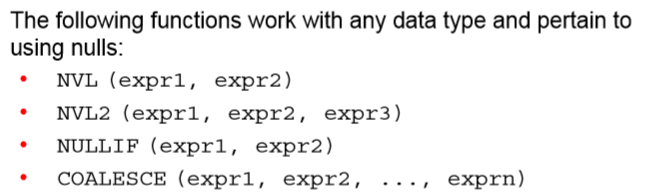 The following functions work with any data type and pertain to
using nulls:
• NVL (expr1, expr2)
• NVL2 (expr1, expr2, expr3)
• NULLIF (expr1, expr2)
• COALESCE (expr1, expr2, ..., exprn)